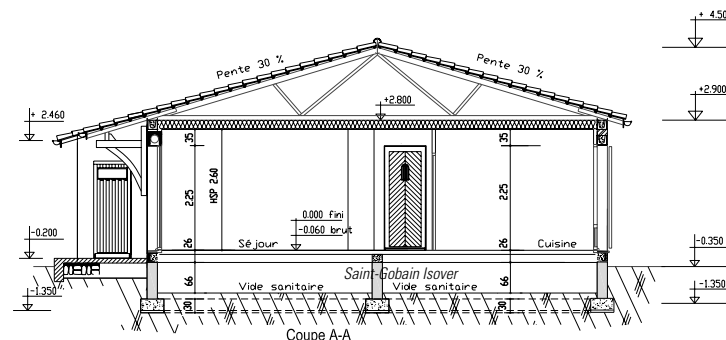 + 4.50
Pente 30 %
Pente 30 %
+2.900
+2.800
+ 2.460
35
35
HSP 2.60
2.25
2.25
0.000 fini
-0.060 brut
-0.200
26
26
Séjour
Cuisine
-0.350
Saint-Gobain Isover
66
66
Vide sanitaire
Vide sanitaire
-1.350
-1.350
30
30
Coupe A-A